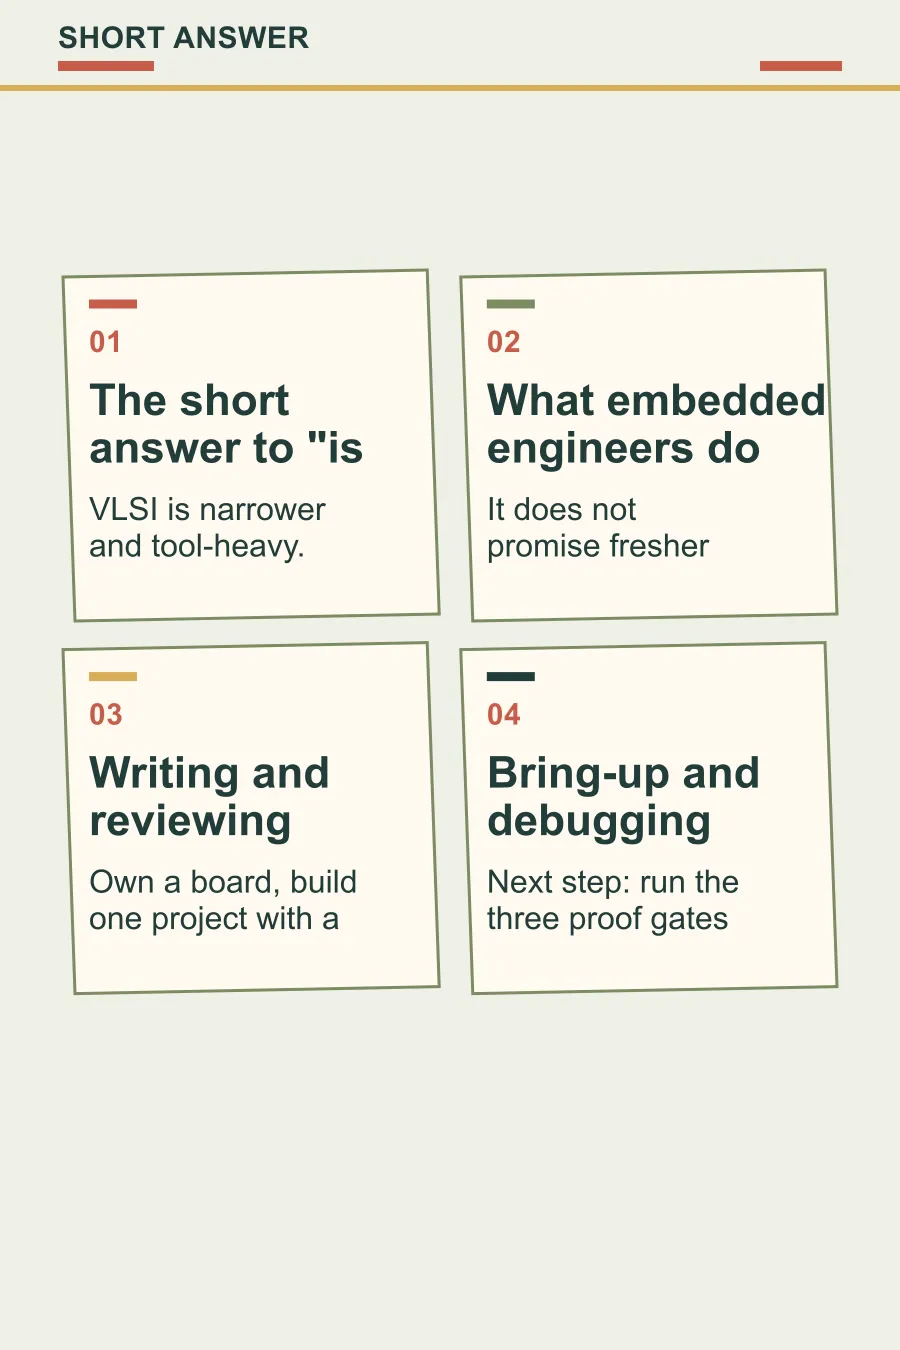 SHORT ANSWER
01
The short
answer to "is
VLSI is narrower
and tool-heavy.
02
What embedded
engineers do
It does not
promise fresher
03
Writing and
reviewing
Own a board, build
one project with a
04
Bring-up and
debugging
Next step: run the
three proof gates